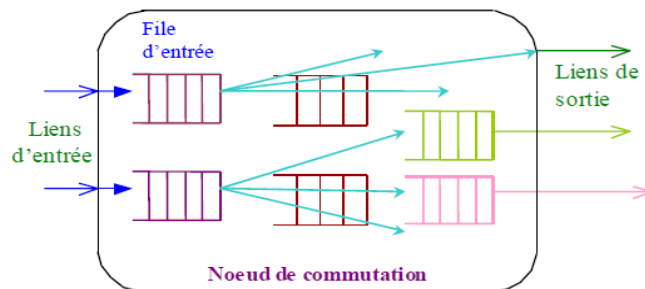 File
d'entrée
Liens de
sortie
Liens
d'entrée
Noeud de commutation